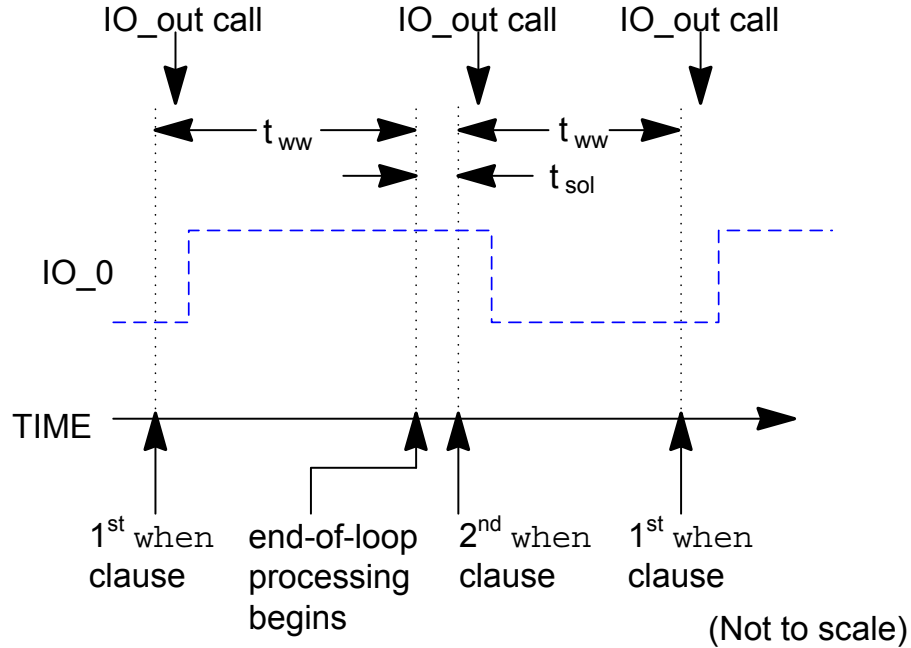 IO_out call IO_out call IO_out call
t ww t ww
t sol
IO_0
TIME
1st when clause
end-of-loop processing begins
2nd when clause
1st when clause
(Not to scale)